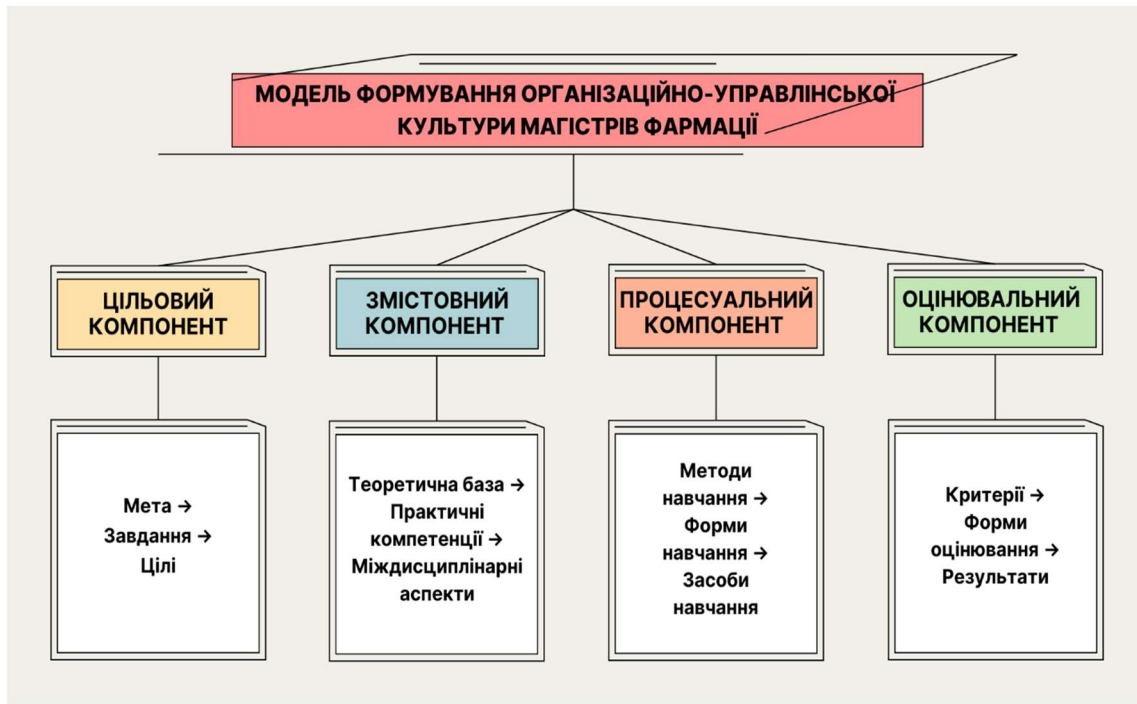 МОДЕЛЬ ФОРМУВАННЯ ОРГАНІЗАЦІЙНО-УПРАВЛІНСЬКОЇ
КУЛЬТУРИ МАГІСТРІВ ФАРМАЦІЇ
ЦІЛЬОВИЙ
КОМПОНЕНТ
ЗМІСТОВНИЙ
КОМПОНЕНТ
ПРОЦЕСУАЛЬНИЙ
КОМПОНЕНТ
ОЦІНЮВАЛЬНИЙ
КОМПОНЕНТ
Мета →
Завдання →
Цілі
Теоретична база →
Практичні
компетенції →
Міждисциплінарні
аспекти
Методи
навчання →
Форми
навчання →
Засоби
навчання
Критерії →
Форми
оцінювання →
Результати